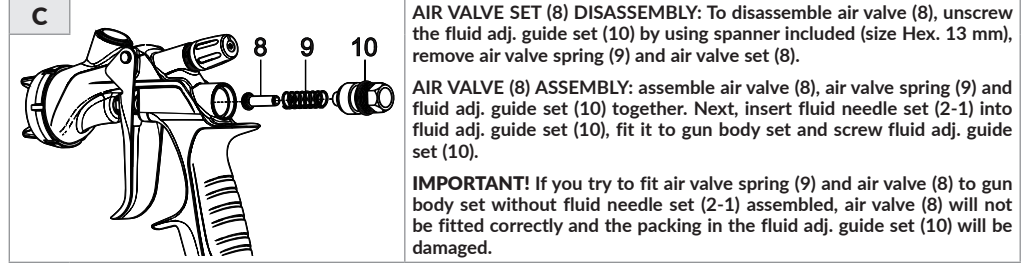 C
8 9 10
AIR VALVE SET (8) DISASSEMBLY: To disassemble air valve (8), unscrew
the fluid adj. guide set (10) by using spanner included (size Hex. 13 mm),
remove air valve spring (9) and air valve set (8).
AIR VALVE (8) ASSEMBLY: assemble air valve (8), air valve spring (9) and
fluid adj. guide set (10) together. Next, insert fluid needle set (2-1) into
fluid adj. guide set (10), fit it to gun body set and screw fluid adj. guide
set (10).
IMPORTANT! If you try to fit air valve spring (9) and air valve (8) to gun
body set without fluid needle set (2-1) assembled, air valve (8) will not
be fitted correctly and the packing in the fluid adj. guide set (10) will be
damaged.